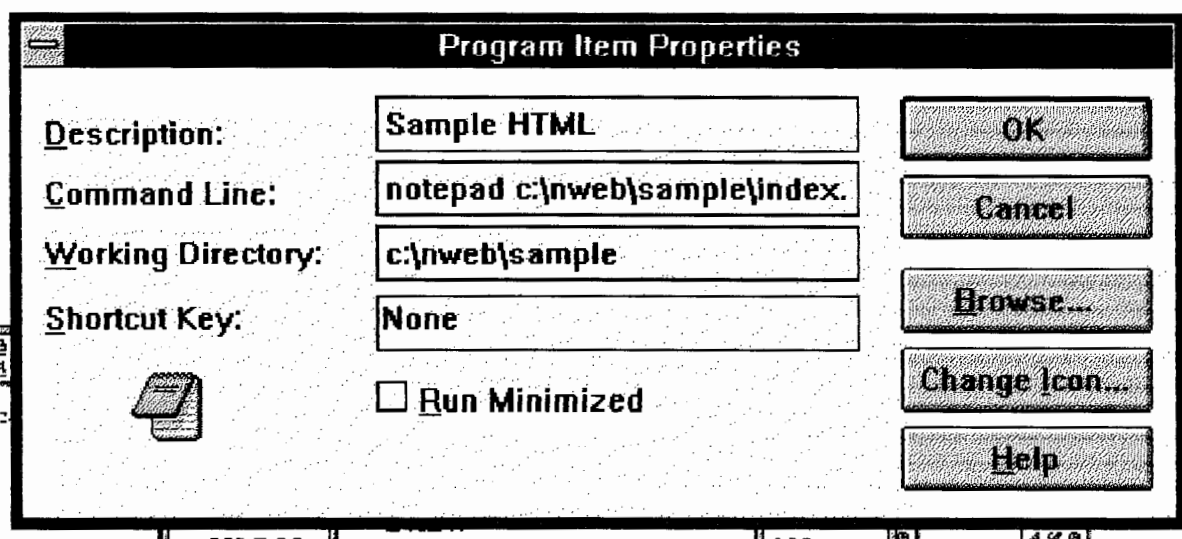 Program Item Properties
Description: Sample HTML OK
Command Line: notepad c:\nweb\sample\index. Cancel
Working Directory: c:\nweb\sample
Browse...
Shortcut Key: None
Change Icon...
Run Minimized
Help